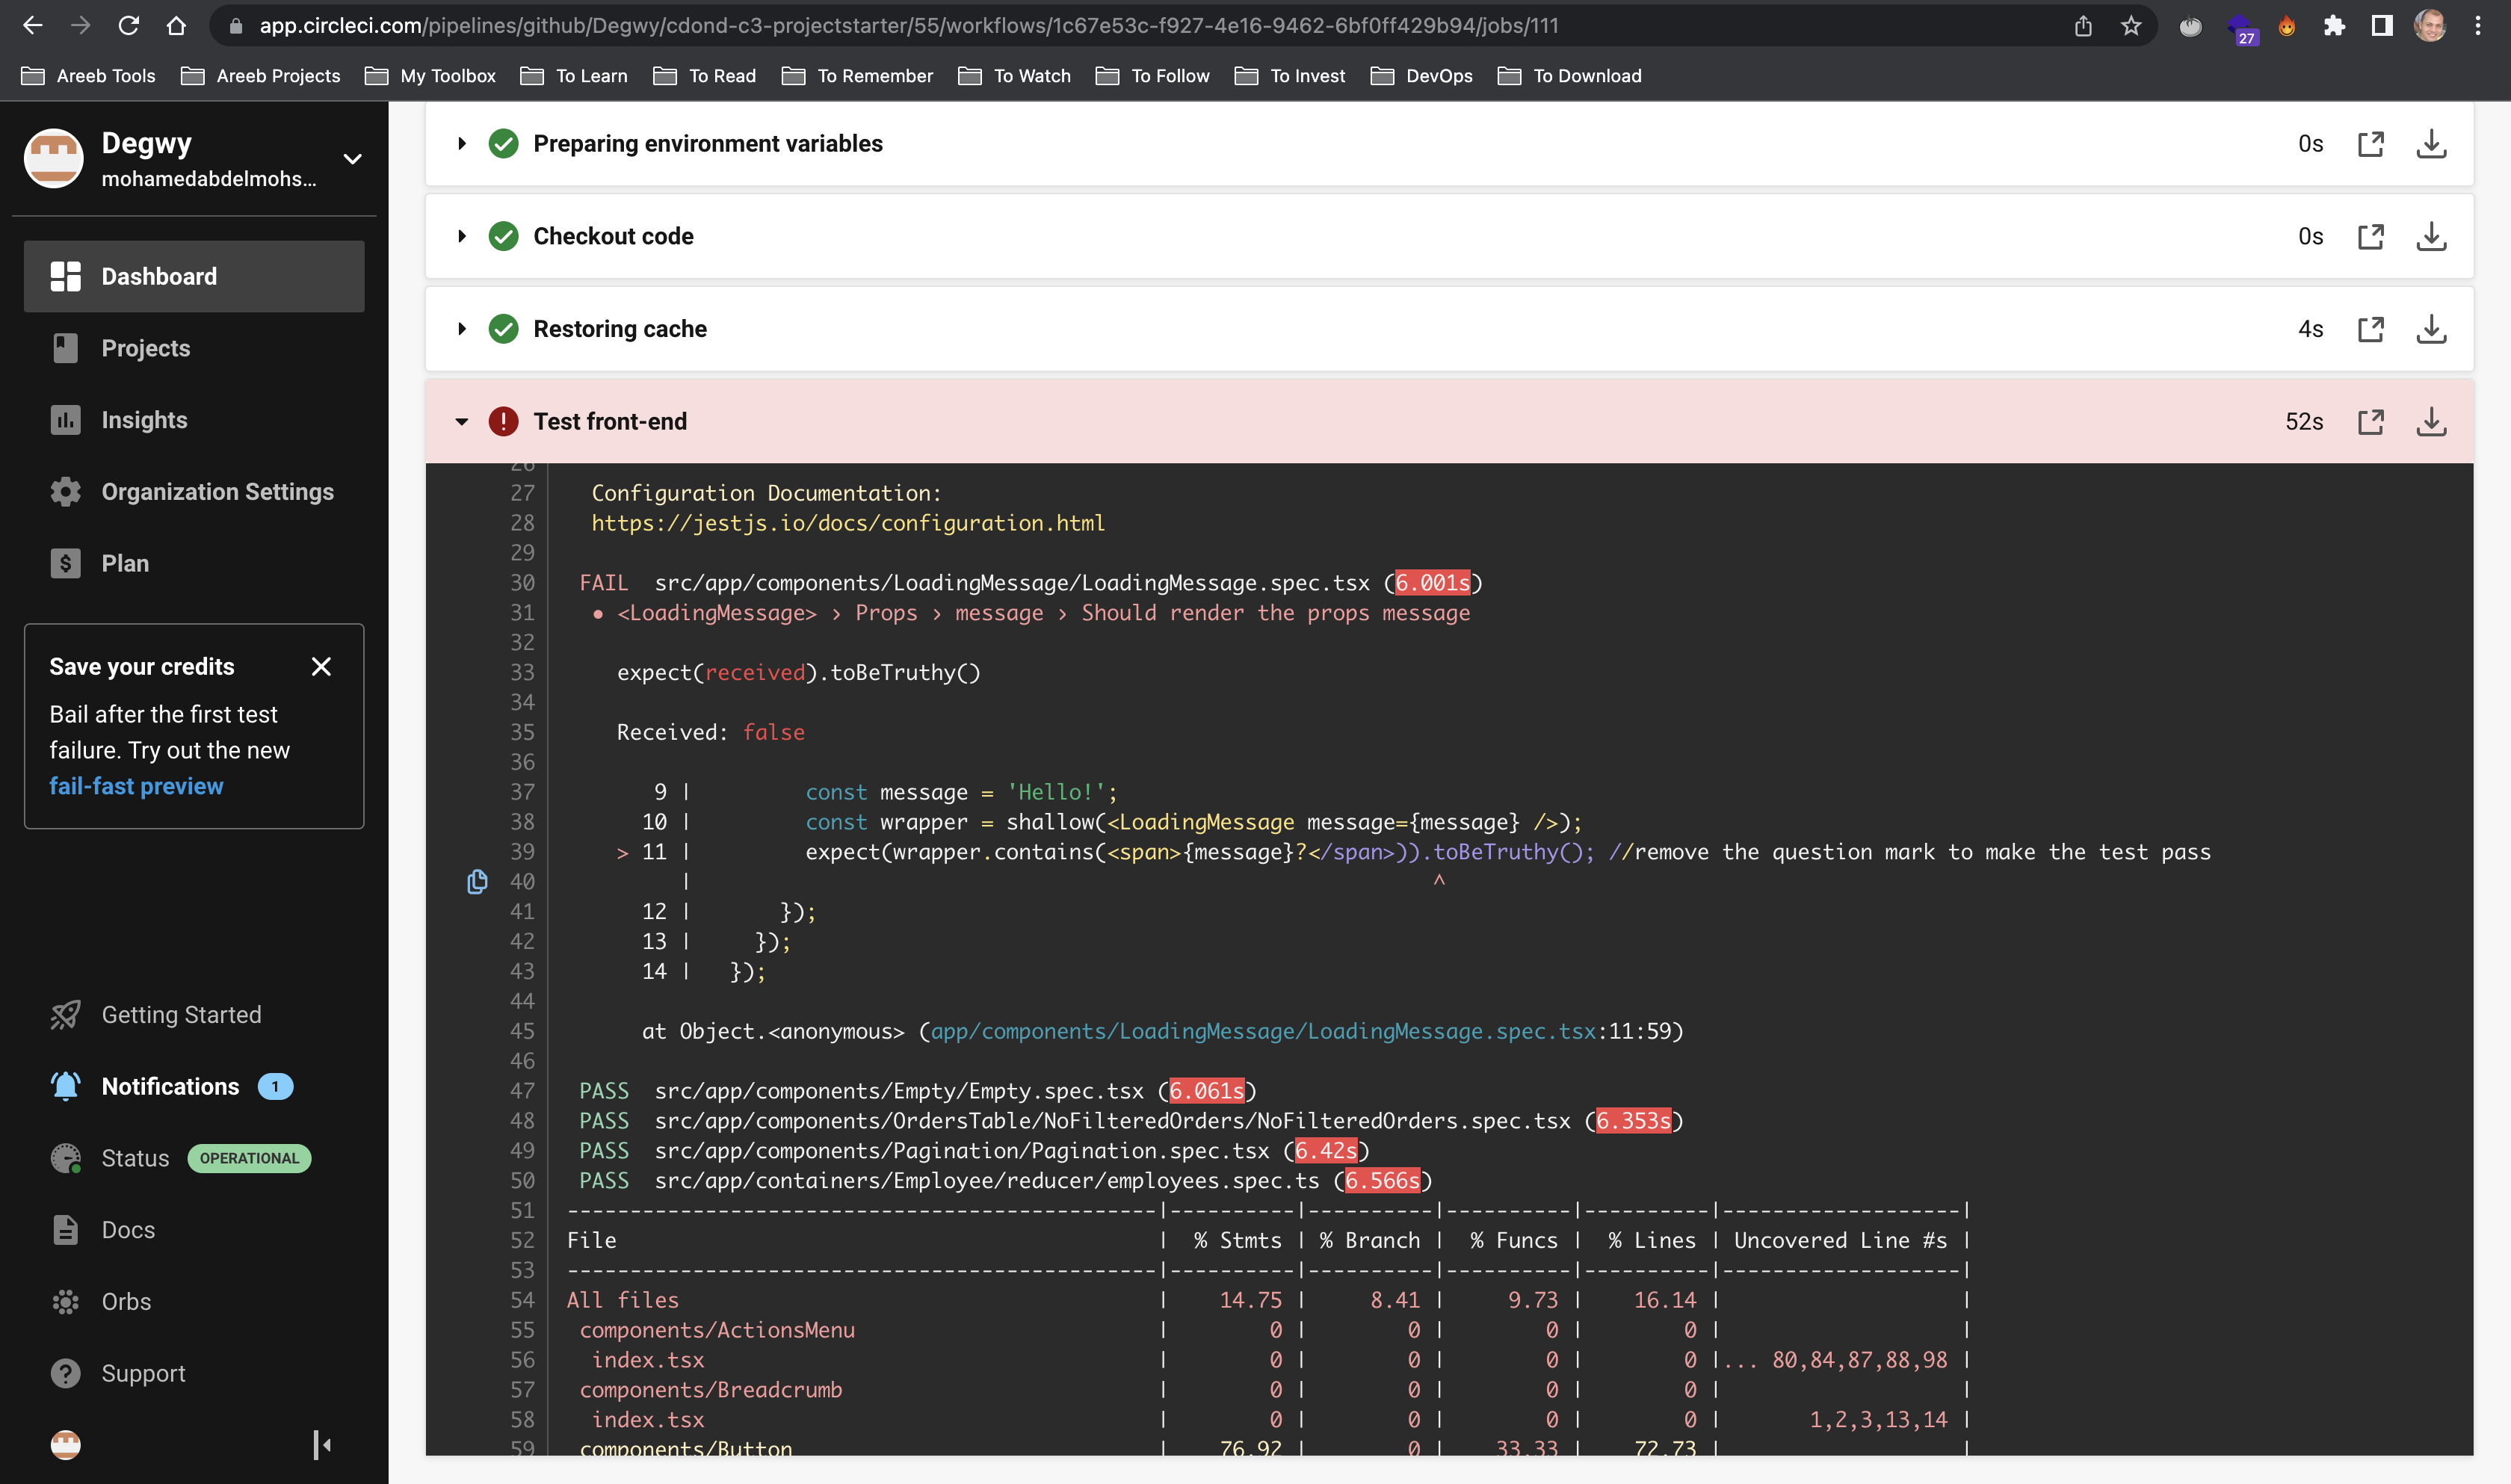 app.circleci.com/pipelines/github/Degwy/cdond-c3-projectstarter/55/workflows/1c67e53c-f927-4e16-9462-6bf0ff429b94/jobs/111
27
Areeb Tools
Areeb Projects
My Toolbox
To Learn
To Read
To Remember
To Watch
To Follow
To Invest
DevOps
To Download
Degwy
mohamedabdelmohs...
Dashboard
Projects
Insights
Organization Settings
Plan
Save your credits
Bail after the first test
failure. Try out the new
fail-fast preview
Getting Started
Notifications 1
Status OPERATIONAL
Docs
Orbs
Support
Preparing environment variables 0s
Checkout code 0s
Restoring cache 4s
Test front-end 52s
26
27 Configuration Documentation:
28 https://jestjs.io/docs/configuration.html
29
30 FAIL src/app/components/LoadingMessage/LoadingMessage.spec.tsx (6.001s)
31 ● <LoadingMessage> › Props › message › Should render the props message
32
33 expect(received).toBeTruthy()
34
35 Received: false
36
37 9 | const message = 'Hello!';
38 10 | const wrapper = shallow(<LoadingMessage message={message} />);
39 > 11 | expect(wrapper.contains(<span>{message}?</span>)).toBeTruthy(); //remove the question mark to make the test pass
40 | ^
41 12 | });
42 13 | });
43 14 | });
44
45 at Object.<anonymous> (app/components/LoadingMessage/LoadingMessage.spec.tsx:11:59)
46
47 PASS src/app/components/Empty/Empty.spec.tsx (6.061s)
48 PASS src/app/components/OrdersTable/NoFilteredOrders/NoFilteredOrders.spec.tsx (6.353s)
49 PASS src/app/components/Pagination/Pagination.spec.tsx (6.42s)
50 PASS src/app/containers/Employee/reducer/employees.spec.ts (6.566s)
51 -----------------------------------------------|----------|----------|----------|----------|-------------------|
52 File | % Stmts | % Branch | % Funcs | % Lines | Uncovered Line #s |
53 -----------------------------------------------|----------|----------|----------|----------|-------------------|
54 All files | 14.75 | 8.41 | 9.73 | 16.14 | |
55 components/ActionsMenu | 0 | 0 | 0 | 0 | |
56 index.tsx | 0 | 0 | 0 | 0 |... 80,84,87,88,98 |
57 components/Breadcrumb | 0 | 0 | 0 | 0 | |
58 index.tsx | 0 | 0 | 0 | 0 | 1,2,3,13,14 |
59 components/Button | 76.92 | 0 | 33.33 | 72.73 | |